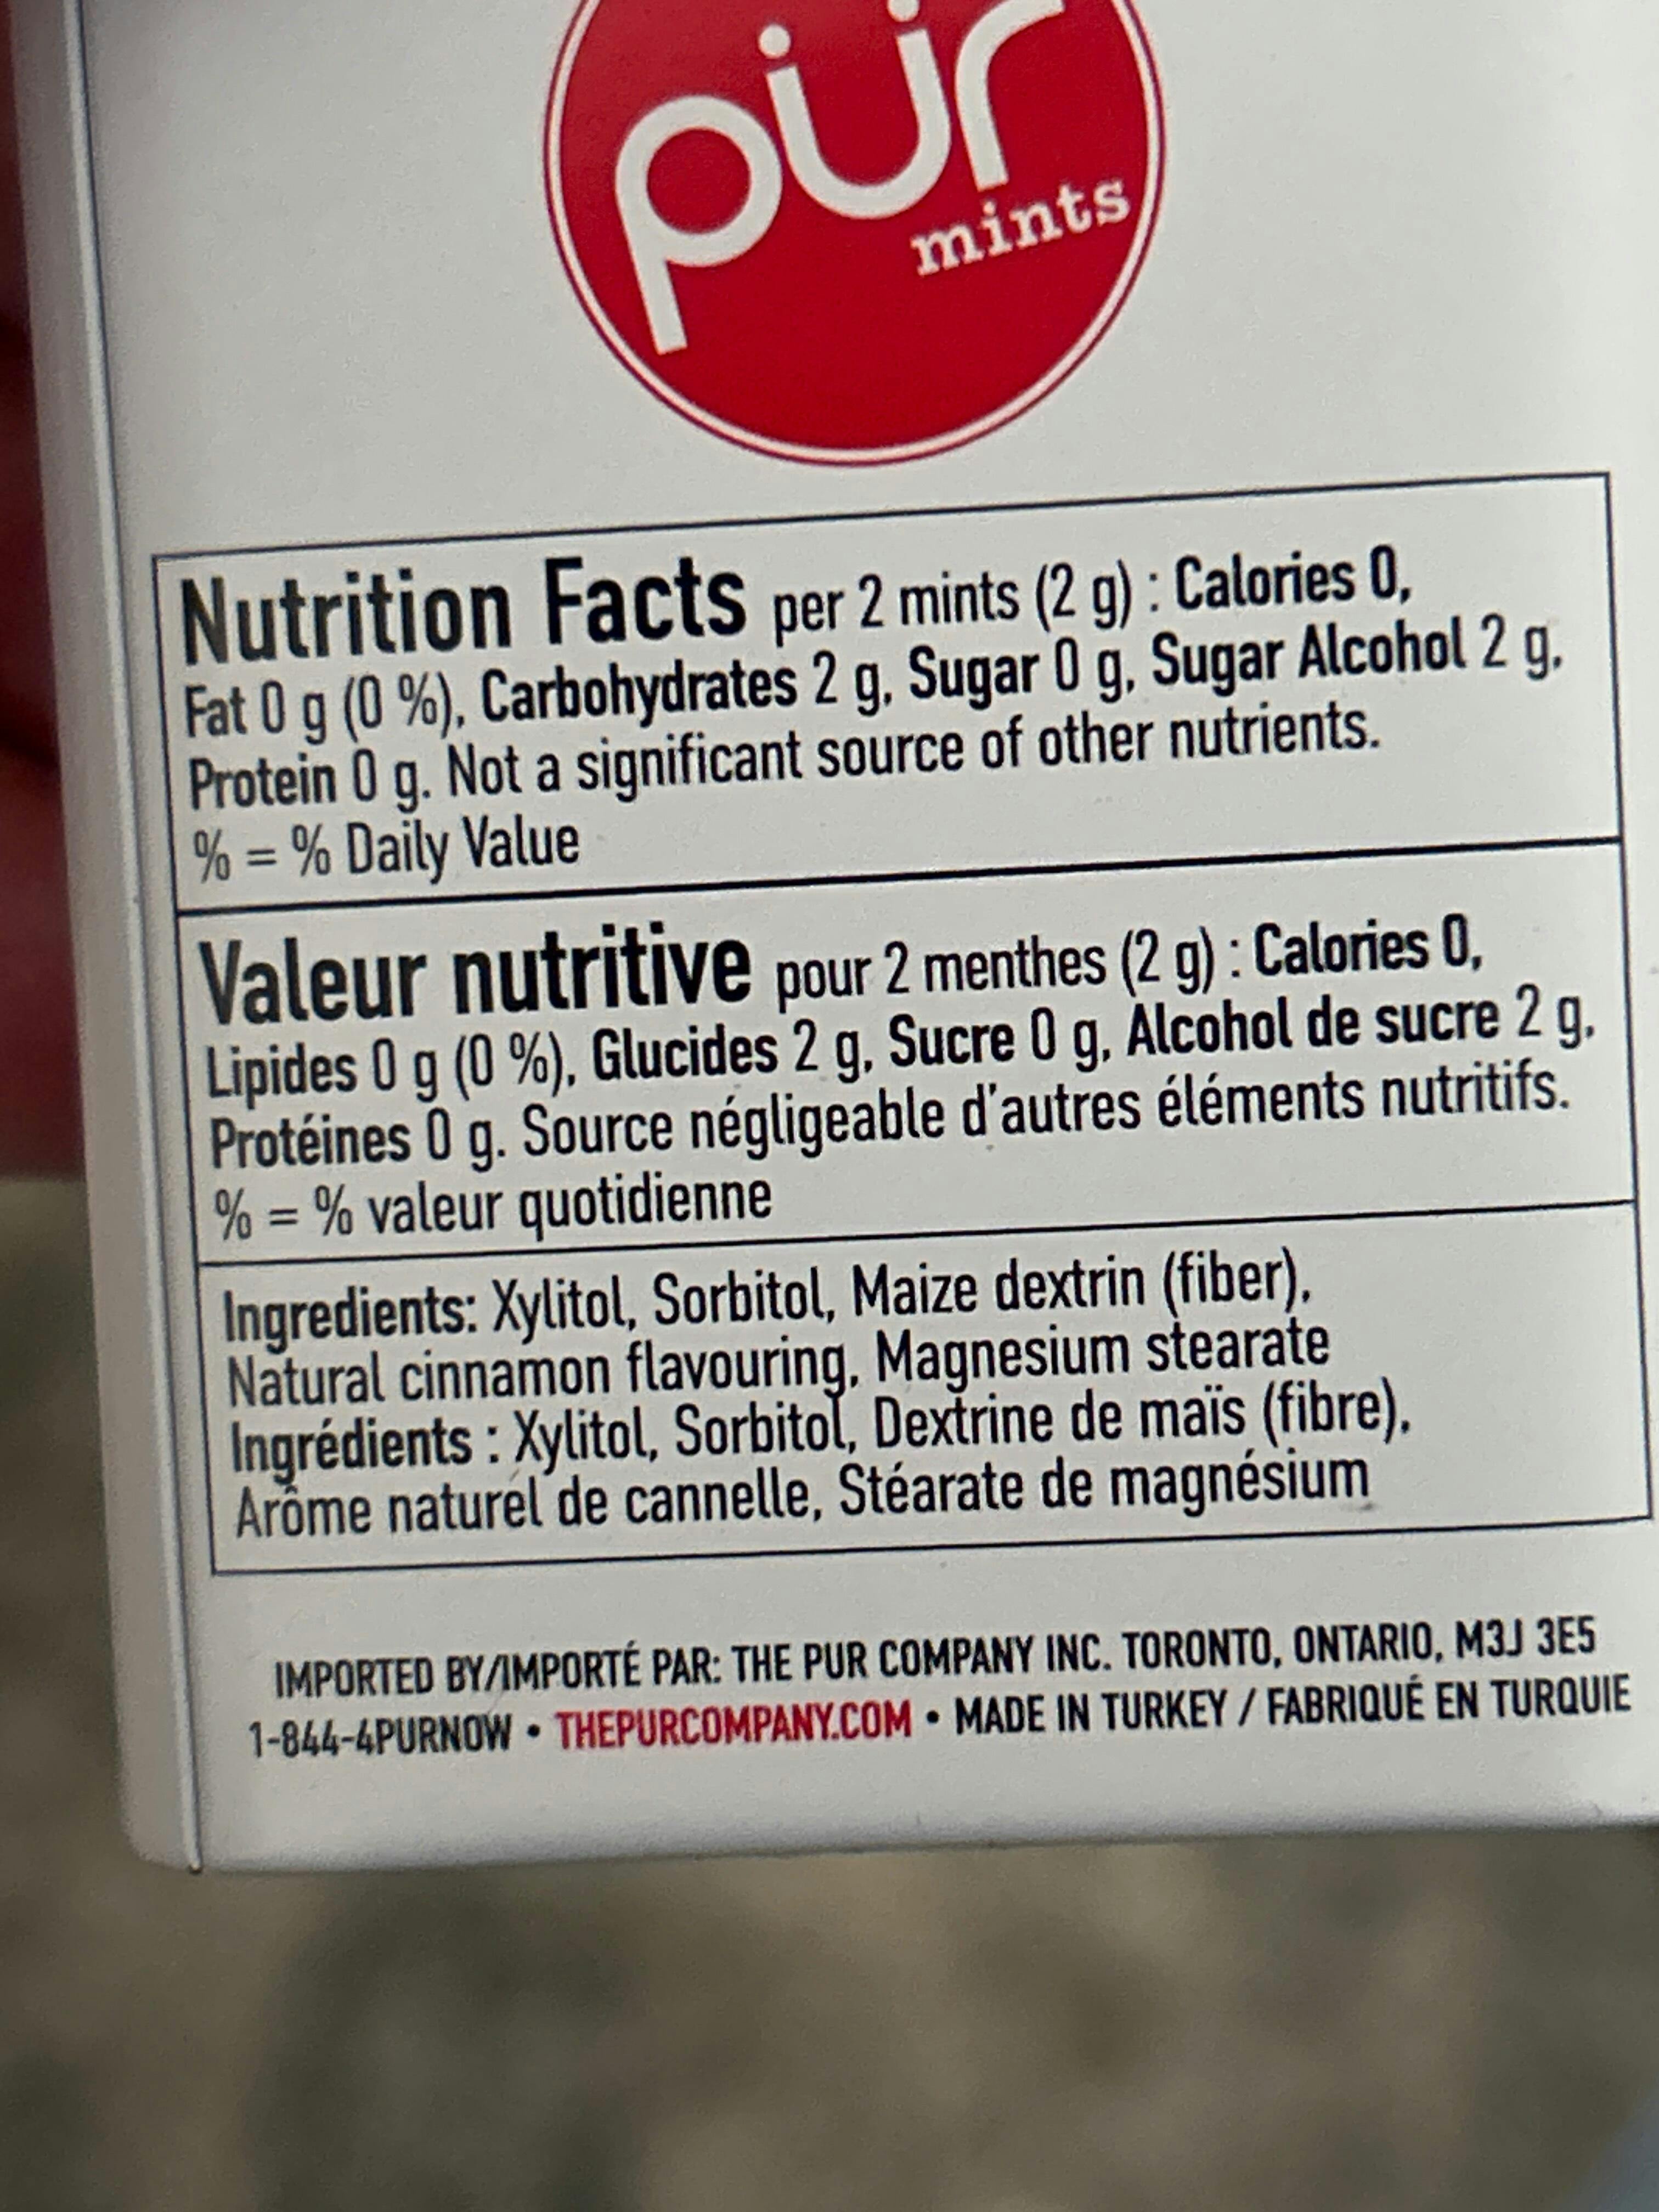 pür
mints
Nutrition Facts per 2 mints (2 g) : Calories 0,
Fat 0 g (0 %), Carbohydrates 2 g, Sugar 0 g, Sugar Alcohol 2 g,
Protein 0 g. Not a significant source of other nutrients.
% = % Daily Value
Valeur nutritive pour 2 menthes (2 g) : Calories 0,
Lipides 0 g (0 %), Glucides 2 g, Sucre 0 g, Alcohol de sucre 2 g,
Protéines 0 g. Source négligeable d'autres éléments nutritifs.
% = % valeur quotidienne
Ingredients: Xylitol, Sorbitol, Maize dextrin (fiber),
Natural cinnamon flavouring, Magnesium stearate
Ingrédients : Xylitol, Sorbitol, Dextrine de maïs (fibre),
Arôme naturel de cannelle, Stéarate de magnésium
IMPORTED BY/IMPORTÉ PAR: THE PUR COMPANY INC. TORONTO, ONTARIO, M3J 3E5
1-844-4PURNOW • THEPURCOMPANY.COM • MADE IN TURKEY / FABRIQUÉ EN TURQUIE